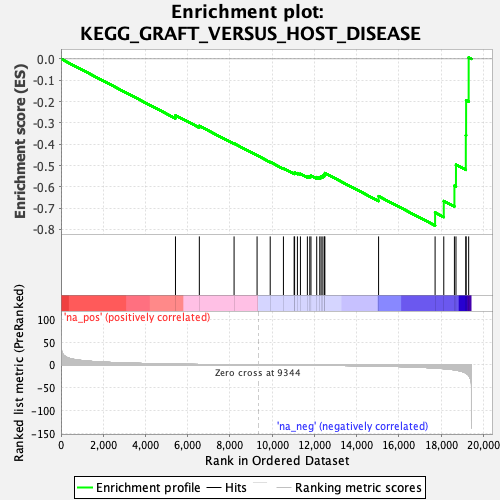 Enrichment plot:
KEGG_GRAFT_VERSUS_HOST_DISEASE
Enrichment score (ES)
0.0
-0.1
-0.2
-0.3
-0.4
-0.5
-0.6
-0.7
-0.8
'na_pos' (positively correlated)
Ranked list metric (PreRanked)
100
50
0
-50
-100
-150
Zero cross at 9344
'na_neg' (negatively correlated)
0
2,000
4,000
6,000
8,000
10,000
12,000
14,000
16,000
18,000
20,000
Rank in Ordered Dataset
Enrichment profile
Hits
Ranking metric scores